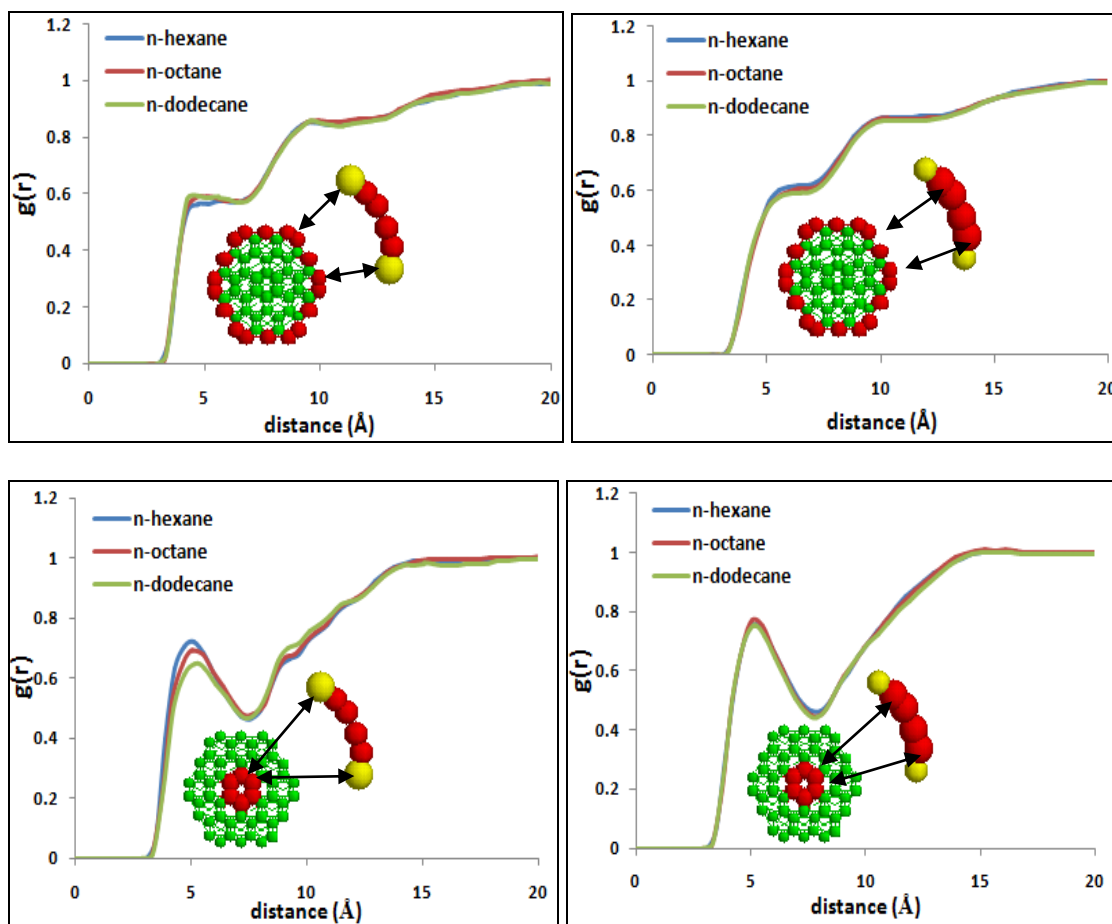 1.2
n-hexane
1
n-octane
0.8
n-dodecane
g(r)
0.6
0.4
0.2
0
0 5 10 15 20
distance (Å)
1.2
n-hexane
1
n-octane
0.8
n-dodecane
g(r)
0.6
0.4
0.2
0
0 5 10 15 20
distance (Å)
1.2
n-hexane
1
n-octane
0.8
n-dodecane
g(r)
0.6
0.4
0.2
0
0 5 10 15 20
distance (Å)
1.2
n-hexane
1
n-octane
0.8
n-dodecane
g(r)
0.6
0.4
0.2
0
0 5 10 15 20
distance (Å)